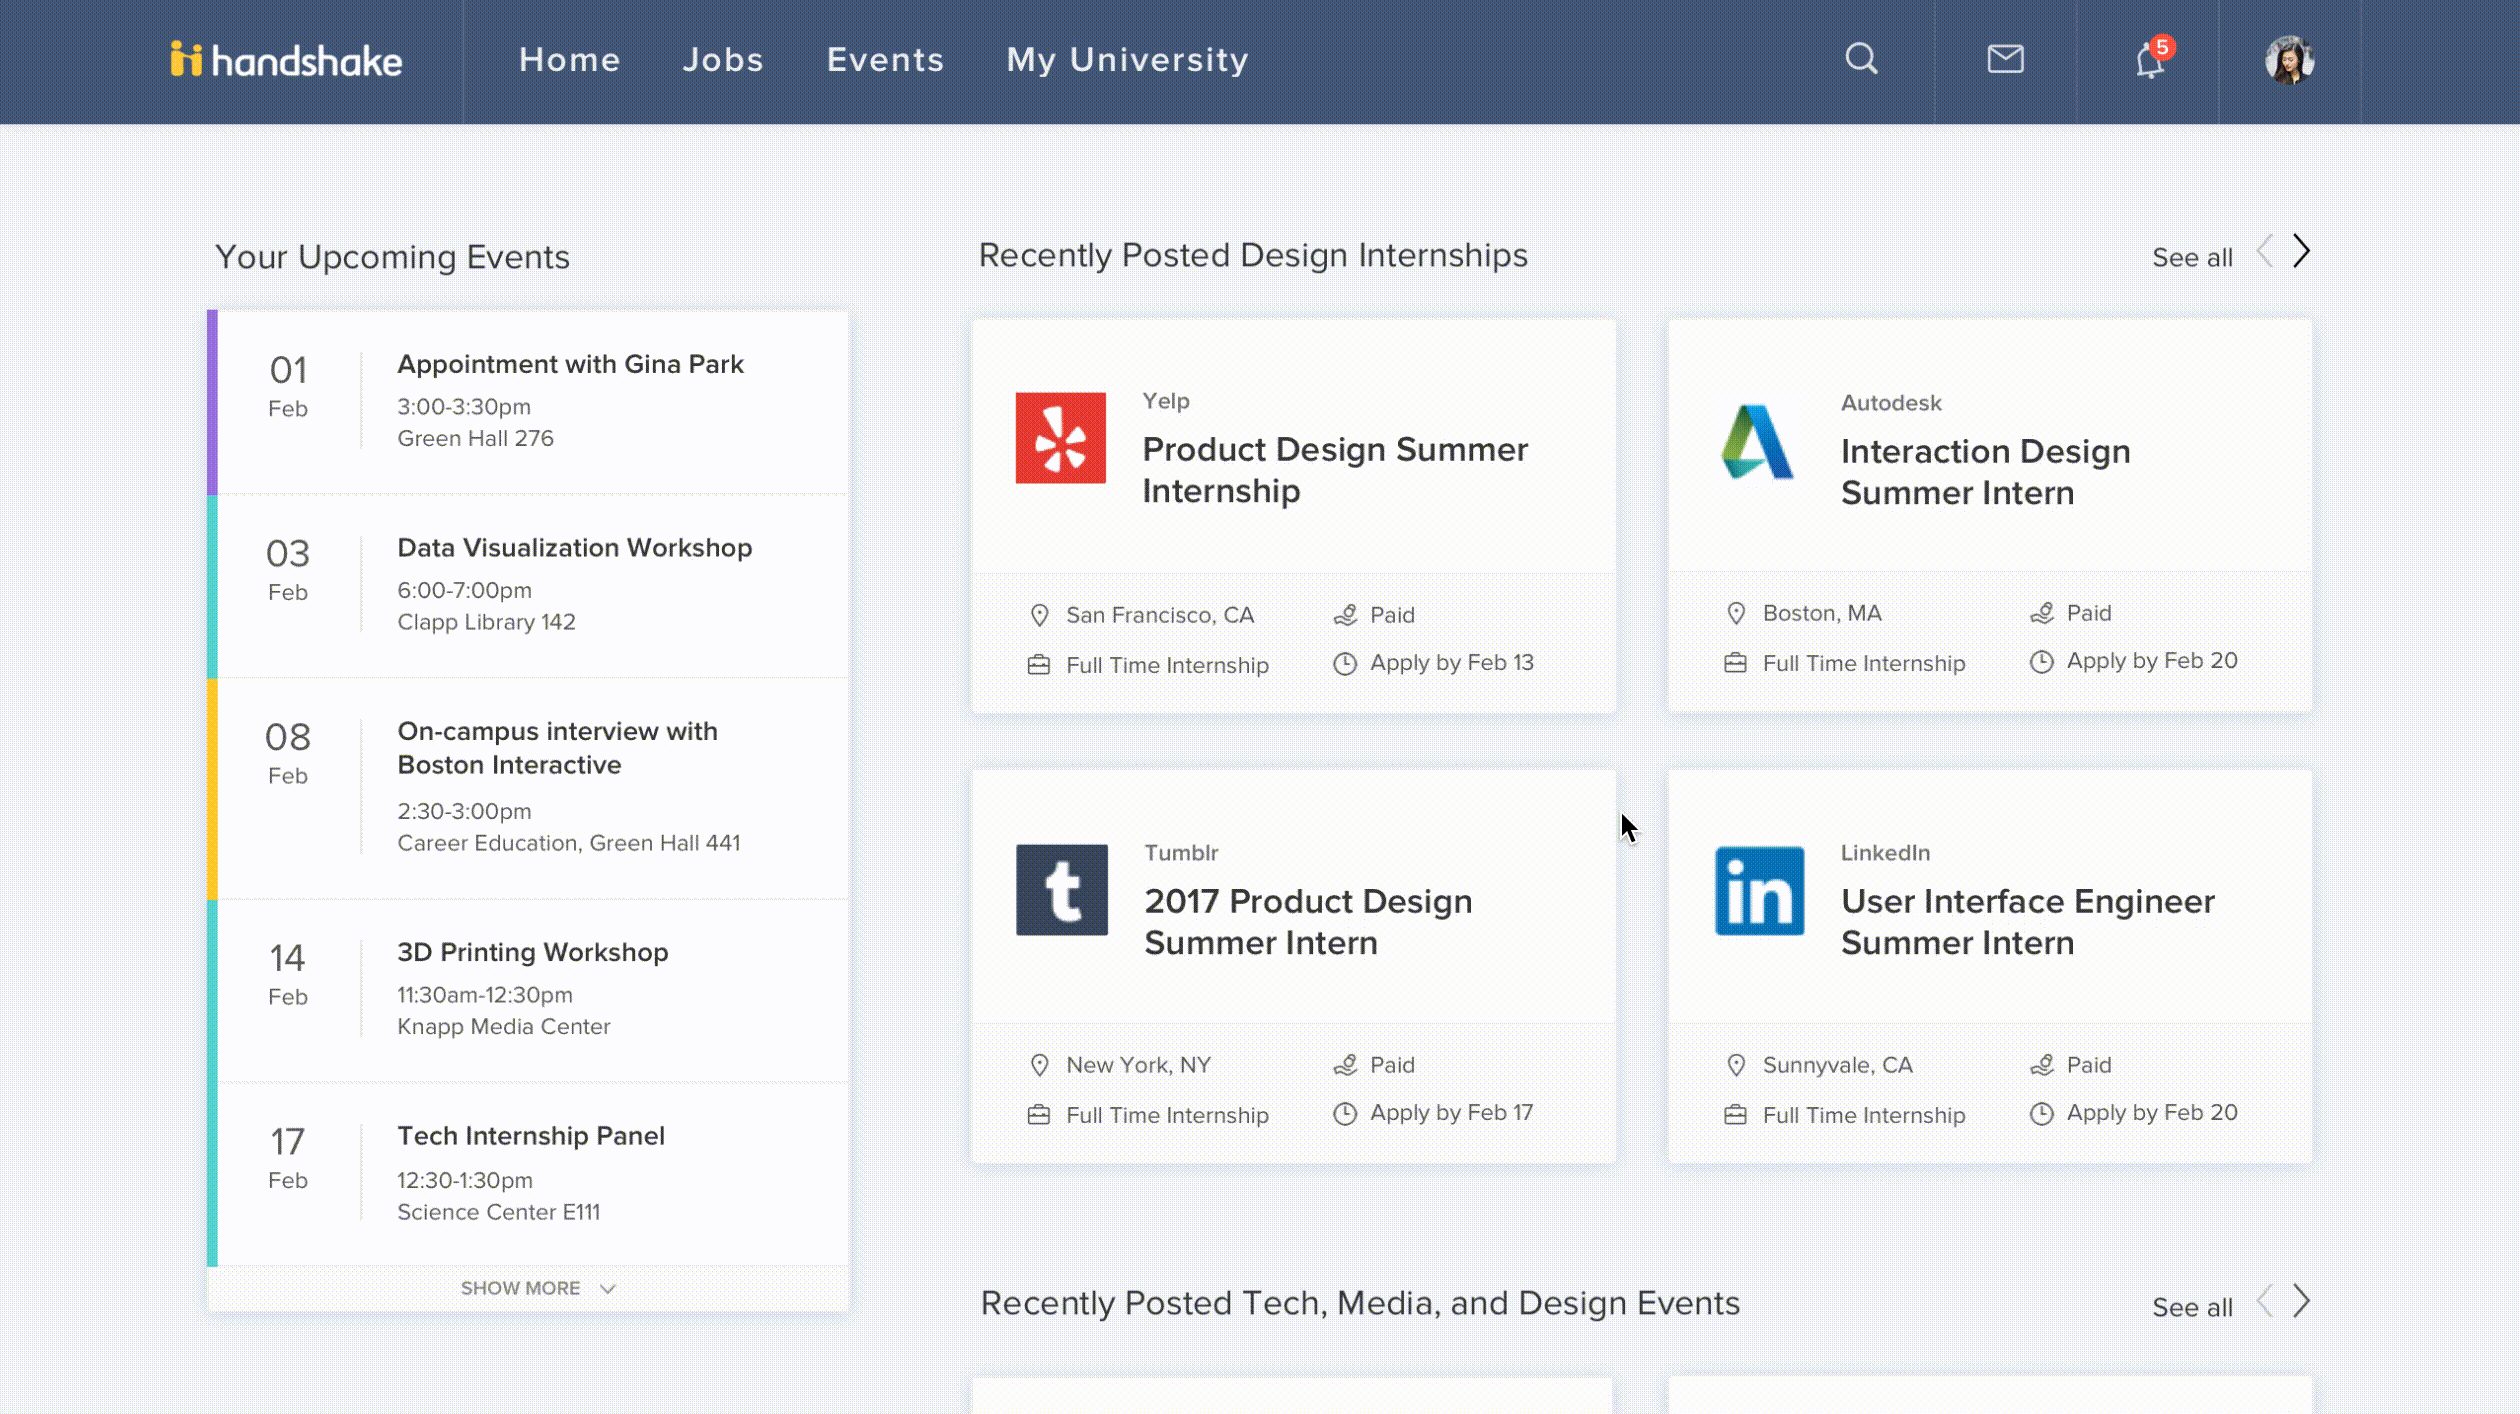 handshake
Home
Jobs
Events
My University
5
Your Upcoming Events
01
Feb
Appointment with Gina Park
3:00-3:30pm
Green Hall 276
03
Feb
Data Visualization Workshop
6:00-7:00pm
Clapp Library 142
08
Feb
On-campus interview with
Boston Interactive
2:30-3:00pm
Career Education, Green Hall 441
14
Feb
3D Printing Workshop
11:30am-12:30pm
Knapp Media Center
17
Feb
Tech Internship Panel
12:30-1:30pm
Science Center E111
SHOW MORE
Recently Posted Design Internships
See all
Yelp
Product Design Summer
Internship
San Francisco, CA
Paid
Full Time Internship
Apply by Feb 13
Autodesk
Interaction Design
Summer Intern
Boston, MA
Paid
Full Time Internship
Apply by Feb 20
t
Tumblr
2017 Product Design
Summer Intern
New York, NY
Paid
Full Time Internship
Apply by Feb 17
in
LinkedIn
User Interface Engineer
Summer Intern
Sunnyvale, CA
Paid
Full Time Internship
Apply by Feb 20
Recently Posted Tech, Media, and Design Events
See all